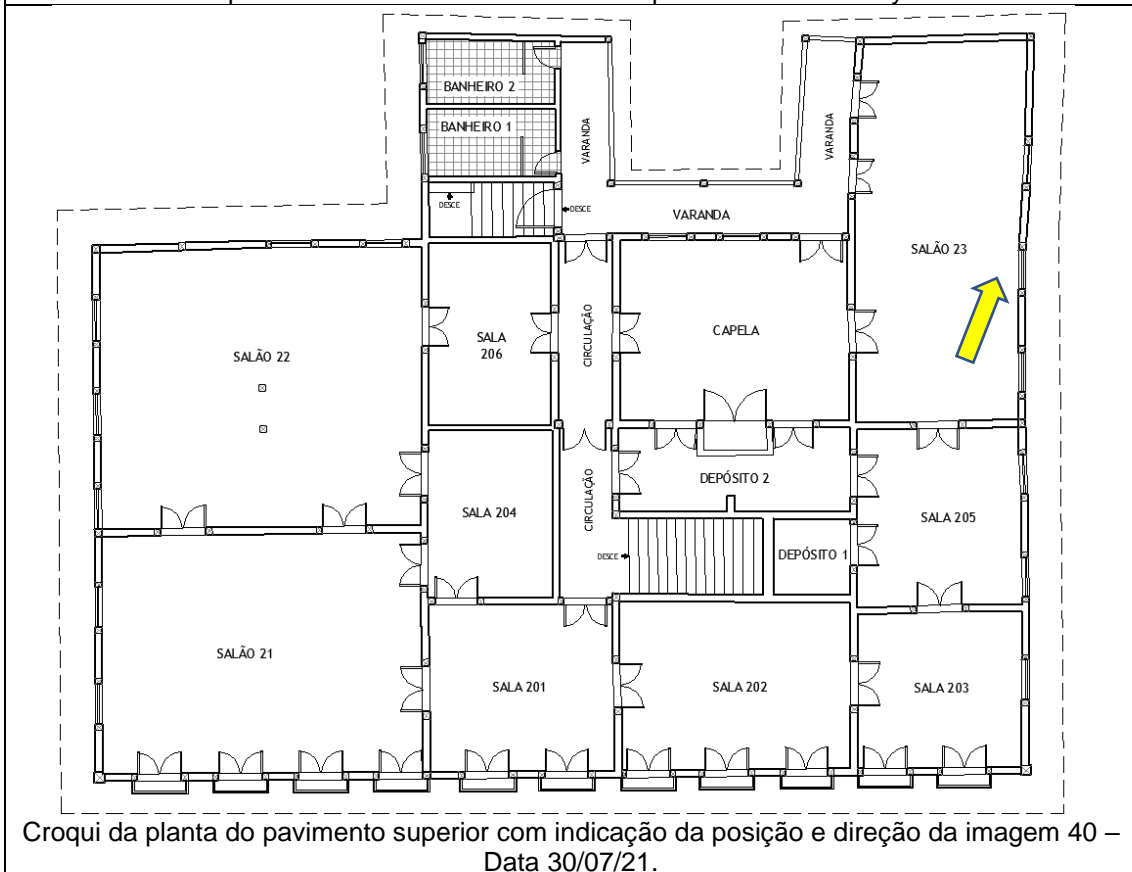 BANHEIRO 2
BANHEIRO 1
VARANDA
VARANDA
DESCE
DESCE
VARANDA
SALÃO 23
SALA
206
CIRCULAÇÃO
CAPELA
SALÃO 22
DEPÓSITO 2
SALA 204
CIRCULAÇÃO
SALA 205
DESCE
DEPÓSITO 1
SALÃO 21
SALA 201
SALA 202
SALA 203
Croqui da planta do pavimento superior com indicação da posição e direção da imagem 40 –
Data 30/07/21.